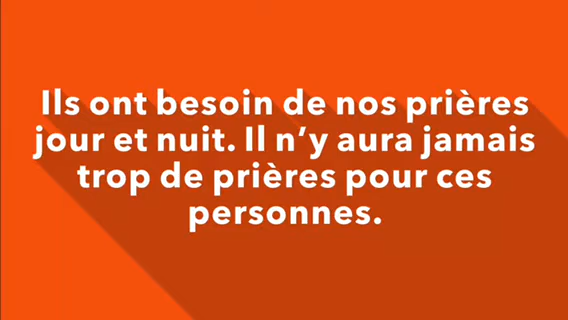 Ils ont besoin de nos prières
jour et nuit. Il n’y aura jamais
trop de prières pour ces
personnes.